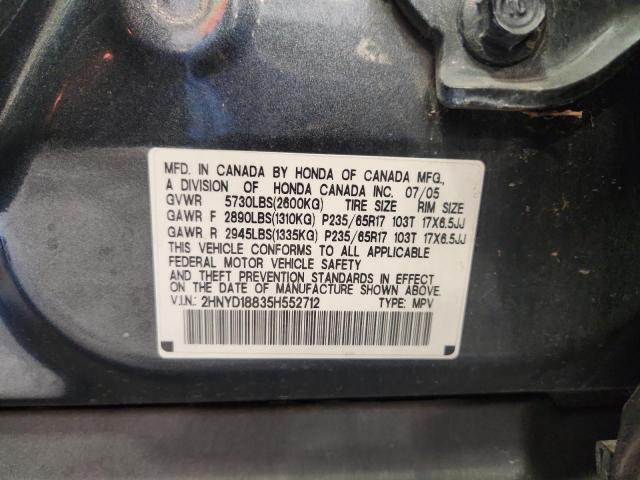 MFD. IN CANADA BY HONDA OF CANADA MFG.,
A DIVISION OF HONDA CANADA INC. 07/05
GVWR 5730LBS(2600KG) TIRE SIZE RIM SIZE
GAWR F 2890LBS(1310KG) P235/65R17 103T 17X6.5JJ
GAWR R 2945LBS(1335KG) P235/65R17 103T 17X6.5JJ
THIS VEHICLE CONFORMS TO ALL APPLICABLE
FEDERAL MOTOR VEHICLE SAFETY
AND THEFT PREVENTION STANDARDS IN EFFECT
ON THE DATE OF MANUFACTURE SHOWN ABOVE.
V.I.N.: 2HNYD18835H552712 TYPE: MPV